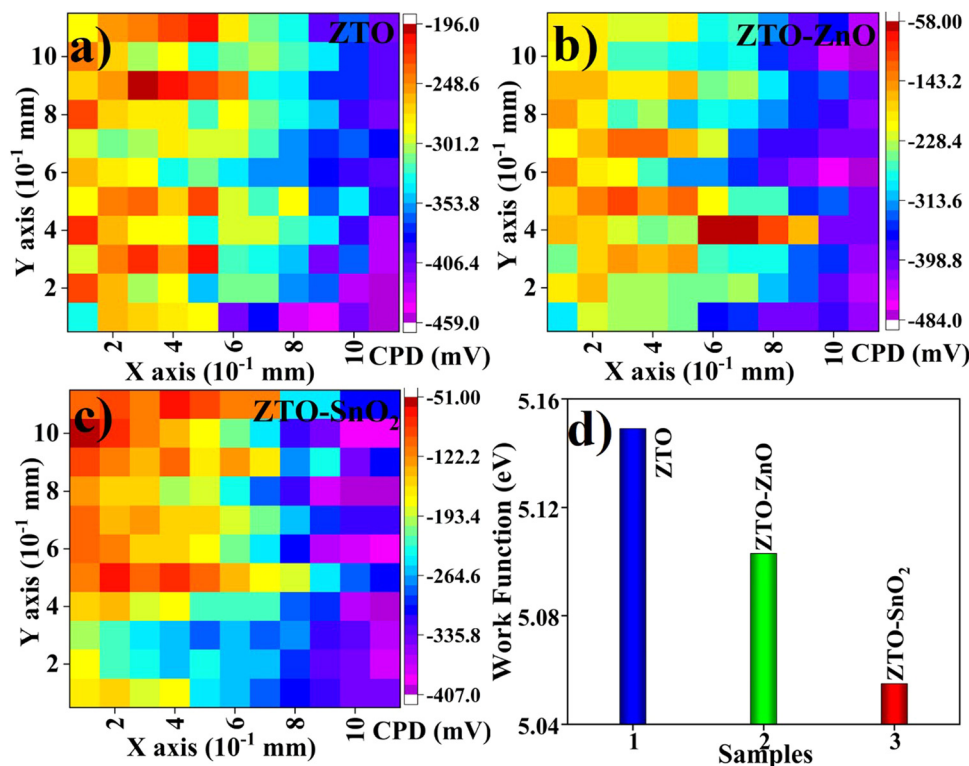 a)
ZTO
Y axis (10⁻¹ mm)
10
8
6
4
2
2
4
6
8
10
X axis (10⁻¹ mm)
-196.0
-248.6
-301.2
-353.8
-406.4
-459.0
CPD (mV)
b)
ZTO-ZnO
Y axis (10⁻¹ mm)
10
8
6
4
2
2
4
6
8
10
X axis (10⁻¹ mm)
-58.00
-143.2
-228.4
-313.6
-398.8
-484.0
CPD (mV)
c)
ZTO-SnO₂
Y axis (10⁻¹ mm)
10
8
6
4
2
2
4
6
8
10
X axis (10⁻¹ mm)
-51.00
-122.2
-193.4
-264.6
-335.8
-407.0
CPD (mV)
d)
Work Function (eV)
5.16
5.12
5.08
5.04
ZTO
ZTO-ZnO
ZTO-SnO₂
1
2
3
Samples